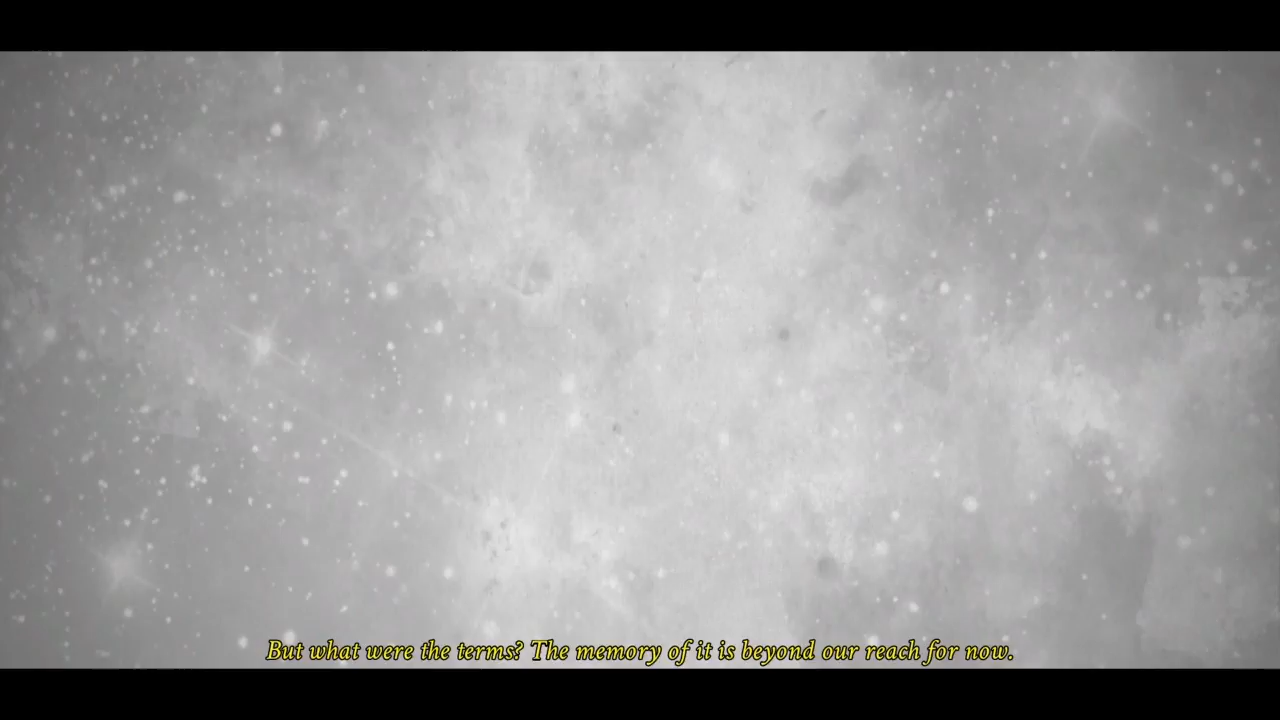 But what were the terms? The memory of it is beyond our reach for now.